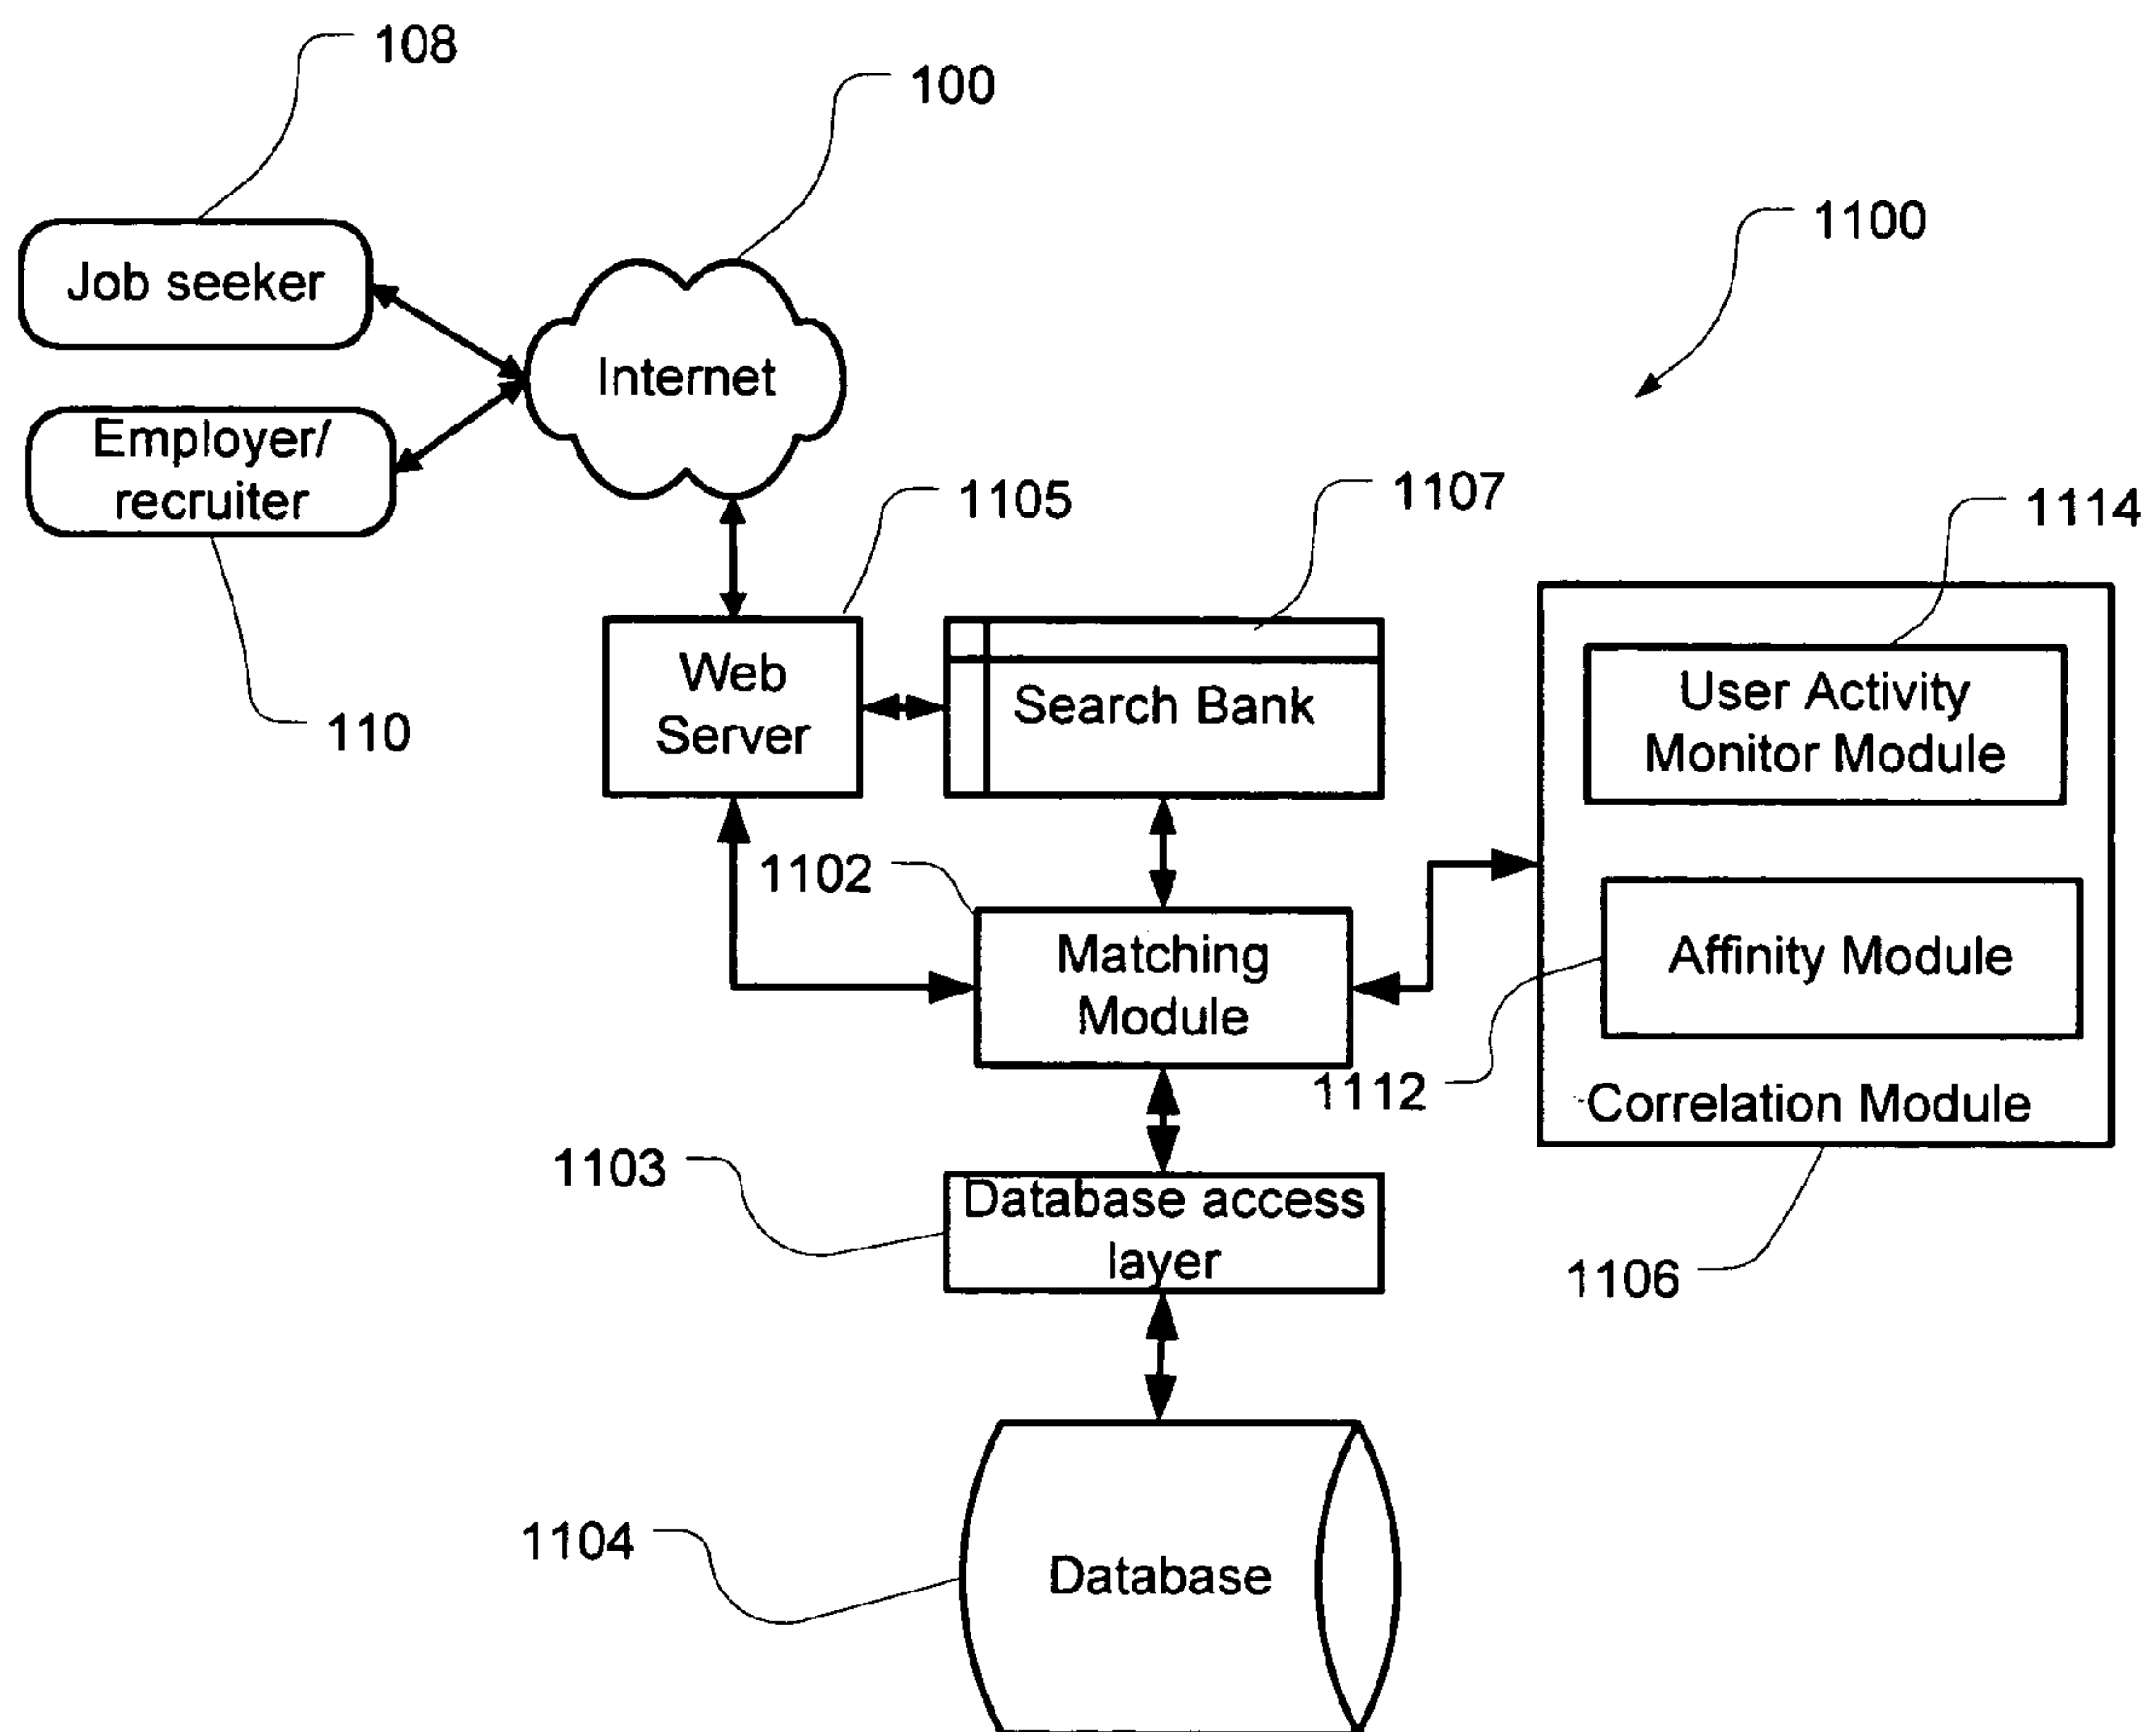 108
100
1100
Job seeker
Internet
Employer/
recruiter
1105
1107
1114
110
Web
Server
Search Bank
User Activity
Monitor Module
1102
Matching
Module
Affinity Module
1112
Correlation Module
1103
Database access
layer
1106
1104
Database